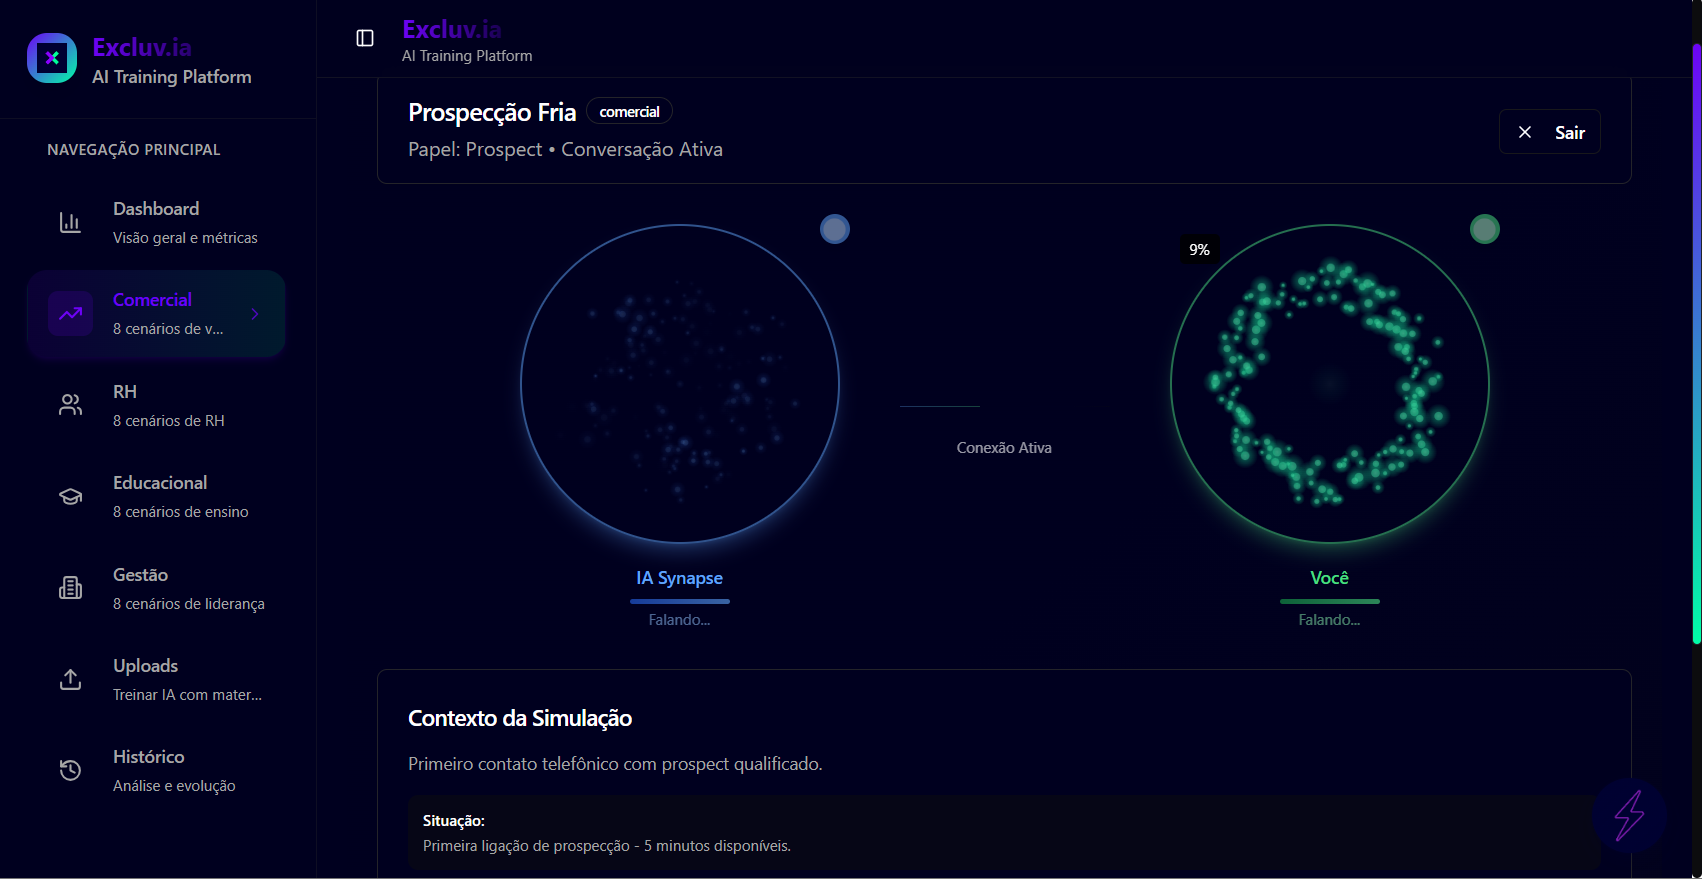 Excluv.ia
AI Training Platform
NAVEGAÇÃO PRINCIPAL
Dashboard
Visão geral e métricas
Comercial
8 cenários de v...
RH
8 cenários de RH
Educacional
8 cenários de ensino
Gestão
8 cenários de liderança
Uploads
Treinar IA com mater...
Histórico
Análise e evolução
Excluv.ia
AI Training Platform
Prospecção Fria
comercial
Papel: Prospect • Conversação Ativa
Sair
9%
Conexão Ativa
IA Synapse
Falando...
Você
Falando...
Contexto da Simulação
Primeiro contato telefônico com prospect qualificado.
Situação:
Primeira ligação de prospecção - 5 minutos disponíveis.